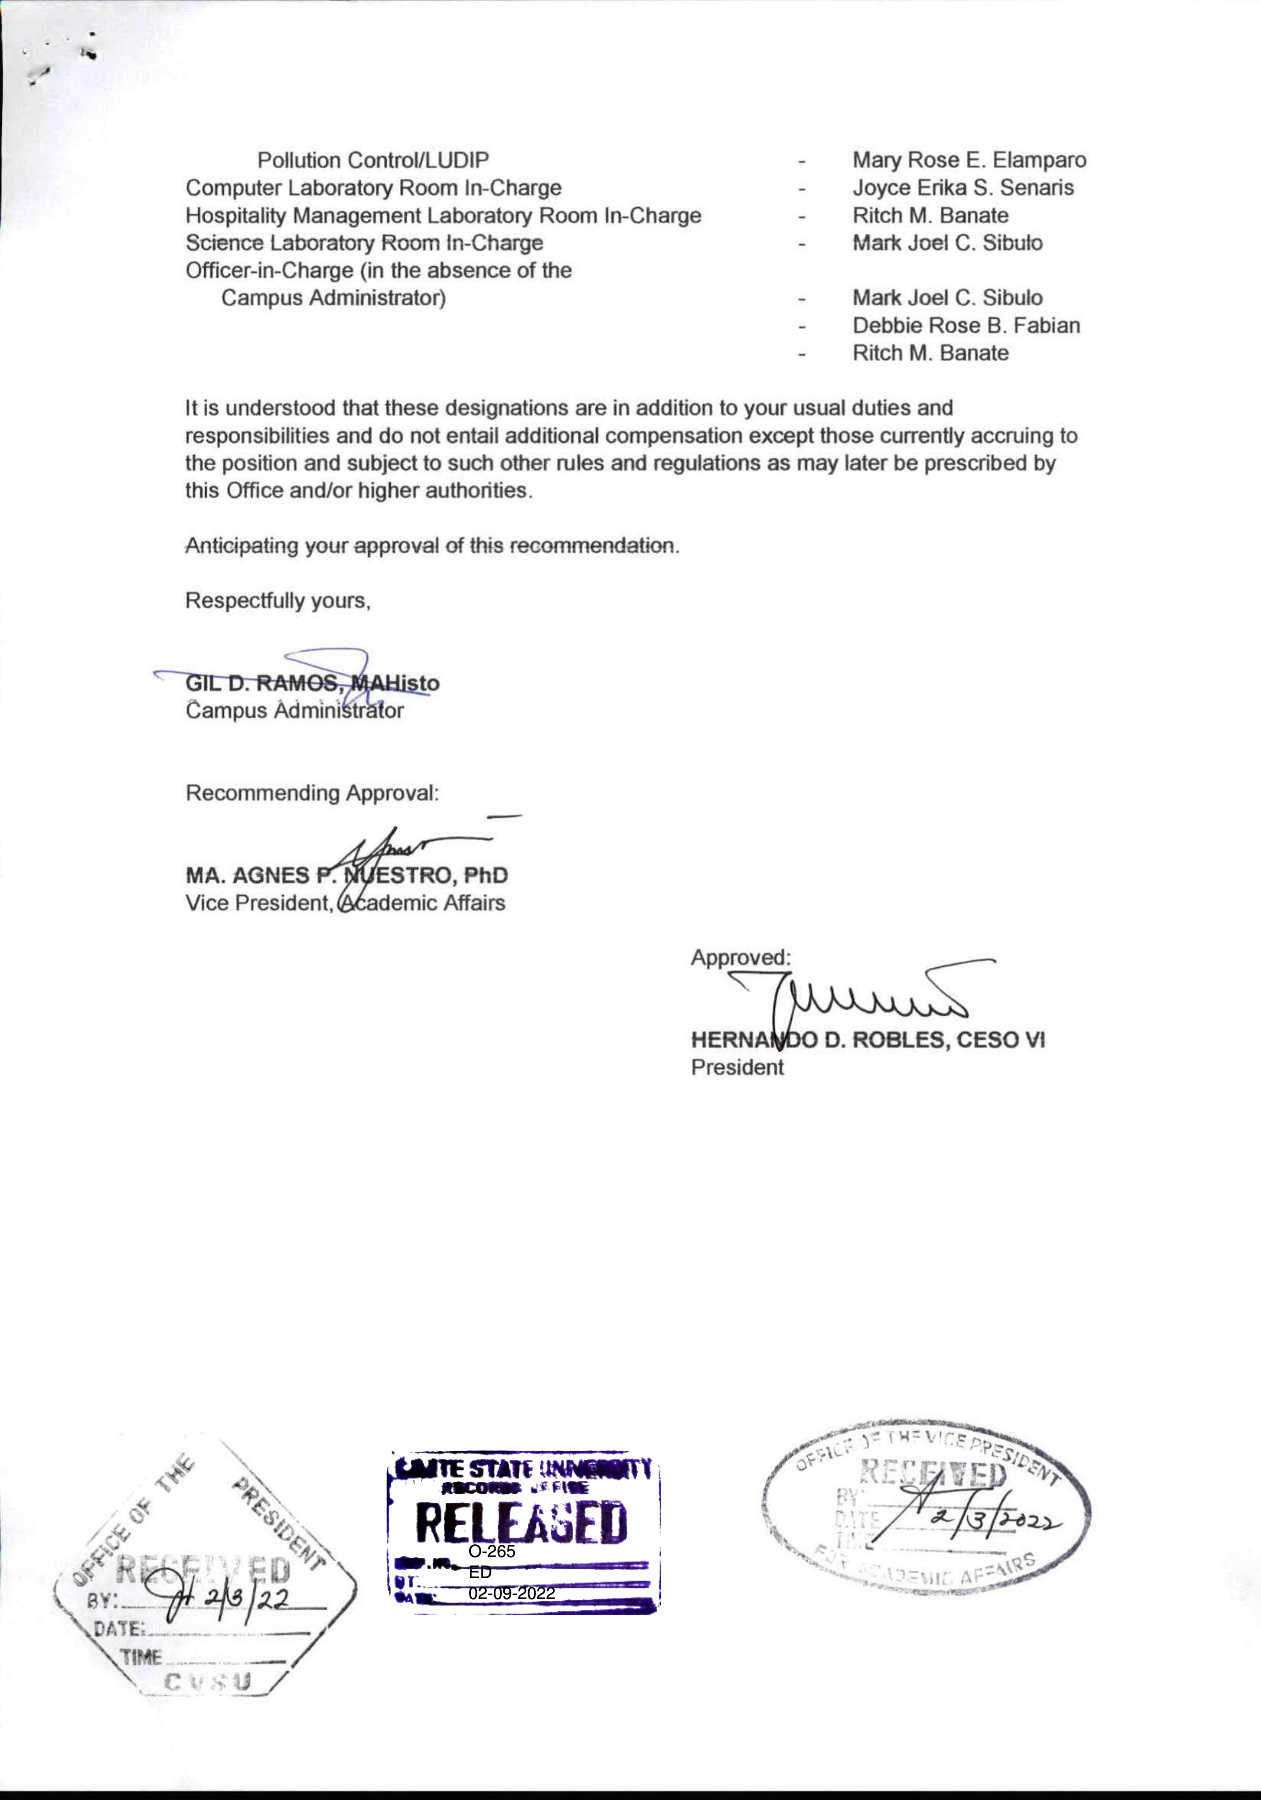 Pollution Control/LUDIP - Mary Rose E. Elamparo
Computer Laboratory Room In-Charge - Joyce Erika S. Senaris
Hospitality Management Laboratory Room In-Charge - Ritch M. Banate
Science Laboratory Room In-Charge - Mark Joel C. Sibulo
Officer-in-Charge (in the absence of the
Campus Administrator) - Mark Joel C. Sibulo
- Debbie Rose B. Fabian
- Ritch M. Banate
It is understood that these designations are in addition to your usual duties and
responsibilities and do not entail additional compensation except those currently accruing to
the position and subject to such other rules and regulations as may later be prescribed by
this Office and/or higher authorities.
Anticipating your approval of this recommendation.
Respectfully yours,
GIL D. RAMOS, MAHisto
Campus Administrator
Recommending Approval:
MA. AGNES P. NUESTRO, PhD
Vice President, Academic Affairs
Approved:
HERNANDO D. ROBLES, CESO VI
President
OFFICE OF THE PRESIDENT
RECEIVED
BY: 2/3/22
DATE:
TIME
CVSU
CAVITE STATE UNIVERSITY
RECORDS OFFICE
RELEASED
O-265
BY ED
DATE: 02-09-2022
OFFICE OF THE VICE PRESIDENT
RECEIVED
BY
DATE 2/3/2022
TIME
FOR ACADEMIC AFFAIRS